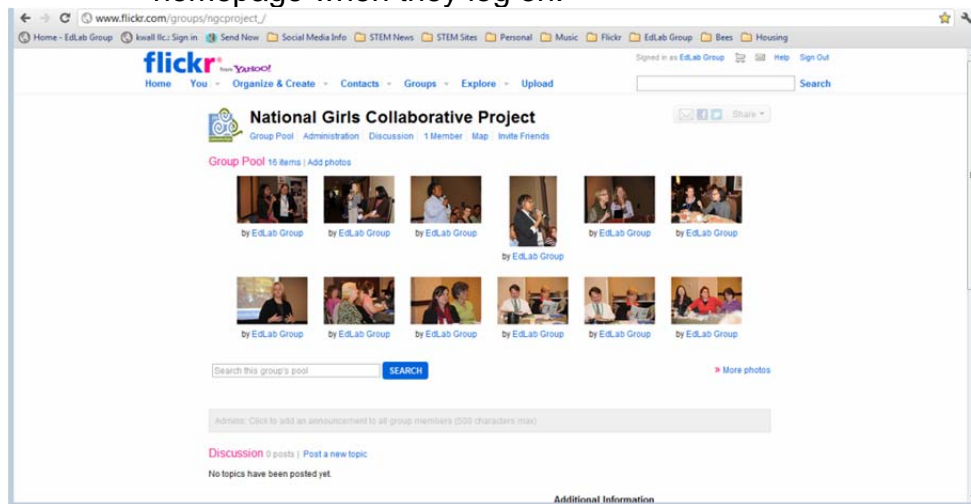 homepage when they log on.
www.flickr.com/groups/ngcproject_/
Home - EdLab Group kwall llc.: Sign in Send Now Social Media Info STEM News STEM Sites Personal Music Flickr EdLab Group Bees Housing
flickr from YAHOO!
Signed in as EdLab Group Help Sign Out
Home You Organize & Create Contacts Groups Explore Upload Search
National Girls Collaborative Project
Share
Group Pool Administration Discussion 1 Member Map Invite Friends
Group Pool 16 items | Add photos
by EdLab Group by EdLab Group by EdLab Group by EdLab Group by EdLab Group by EdLab Group
by EdLab Group by EdLab Group by EdLab Group by EdLab Group by EdLab Group by EdLab Group
Search this group's pool SEARCH » More photos
Admins: Click to add an announcement to all group members (500 characters max)
Discussion 0 posts | Post a new topic
No topics have been posted yet.
Additional Information